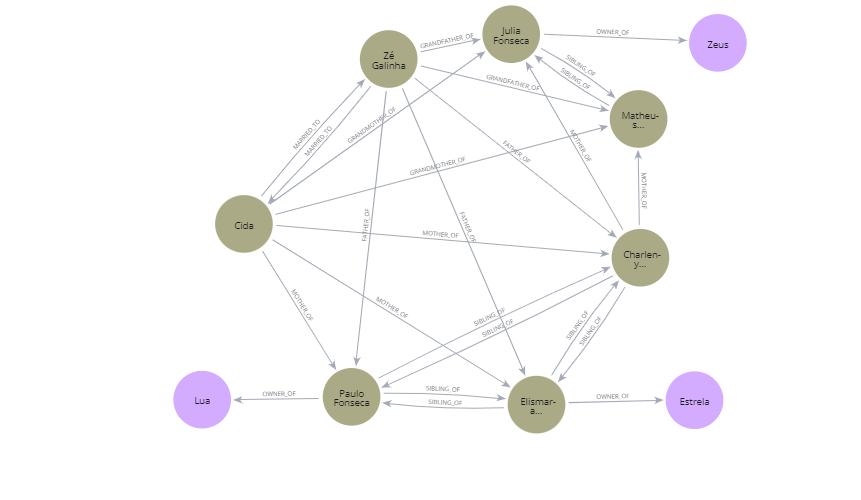 Julia
Fonseca
GRANDFATHER_OF
OWNER_OF
Zeus
Zé
Galinha
SIBLING_OF
SIBLING_OF
GRANDFATHER_OF
Matheu-
s...
MARRIED_TO
MARRIED_TO
GRANDMOTHER_OF
FATHER_OF
MOTHER_OF
GRANDMOTHER_OF
MOTHER_OF
Cida
FATHER_OF
FATHER_OF
MOTHER_OF
Charlen-
y...
MOTHER_OF
MOTHER_OF
SIBLING_OF
SIBLING_OF
SIBLING_OF
SIBLING_OF
Lua
OWNER_OF
Paulo
Fonseca
SIBLING_OF
SIBLING_OF
Elismar-
a...
OWNER_OF
Estrela